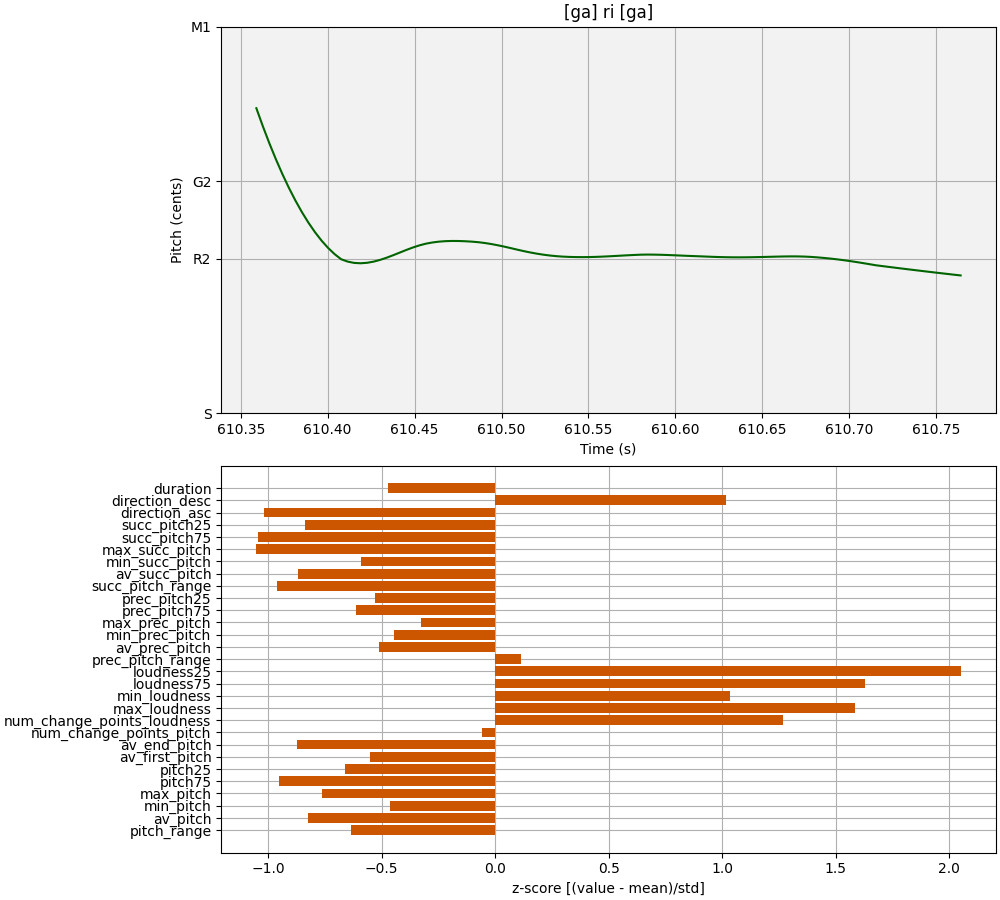 [ga] ri [ga]
M1
G2
R2
S
Pitch (cents)
610.35 610.40 610.45 610.50 610.55 610.60 610.65 610.70 610.75
Time (s)
duration
direction_desc
direction_asc
succ_pitch25
succ_pitch75
max_succ_pitch
min_succ_pitch
av_succ_pitch
succ_pitch_range
prec_pitch25
prec_pitch75
max_prec_pitch
min_prec_pitch
av_prec_pitch
prec_pitch_range
loudness25
loudness75
min_loudness
max_loudness
num_change_points_loudness
num_change_points_pitch
av_end_pitch
av_first_pitch
pitch25
pitch75
max_pitch
min_pitch
av_pitch
pitch_range
−1.0 −0.5 0.0 0.5 1.0 1.5 2.0
z-score [(value - mean)/std]